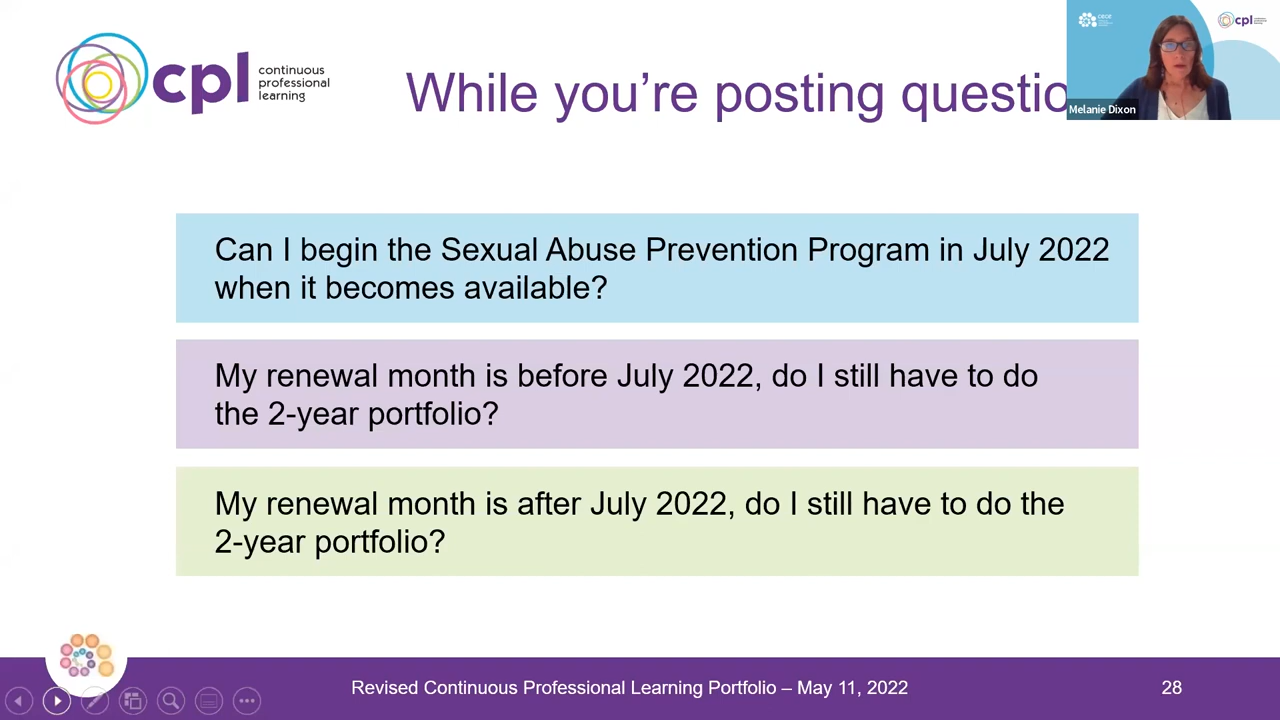 cpl continuous
professional
learning
While you're posting questio
CECE
cpl
Melanie Dixon
Can I begin the Sexual Abuse Prevention Program in July 2022
when it becomes available?
My renewal month is before July 2022, do I still have to do
the 2-year portfolio?
My renewal month is after July 2022, do I still have to do the
2-year portfolio?
Revised Continuous Professional Learning Portfolio – May 11, 2022
28